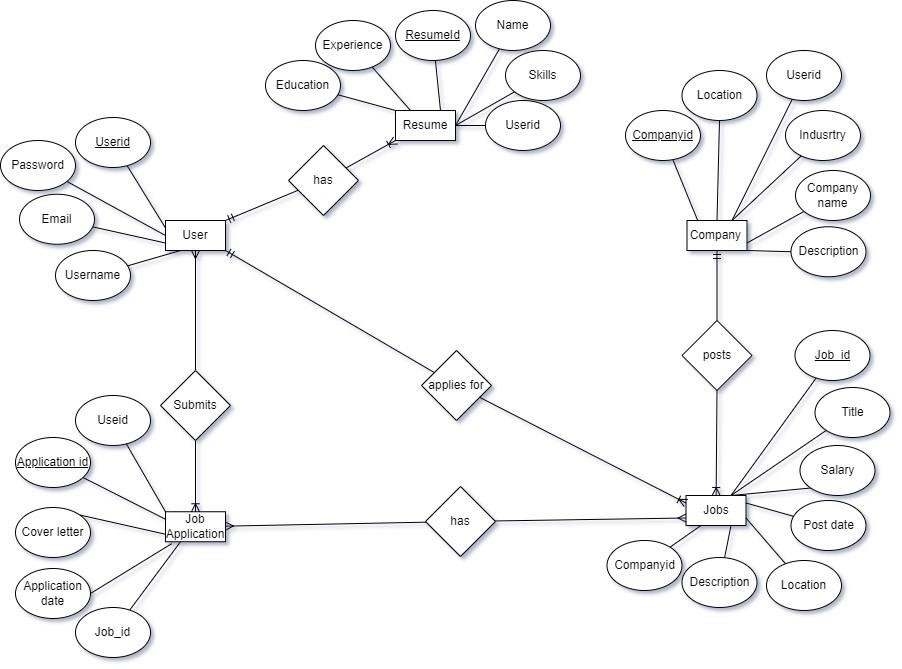 Name
ResumeId
Experience
Skills
Education
Resume
Userid
Userid
Location
Companyid
Indusrtry
Company
name
Company
Description
Userid
Password
has
Email
User
Username
posts
Job_id
applies for
Submits
Title
Useid
Application id
Salary
Jobs
Post date
Job
Application
has
Cover letter
Companyid
Description
Location
Application
date
Job_id